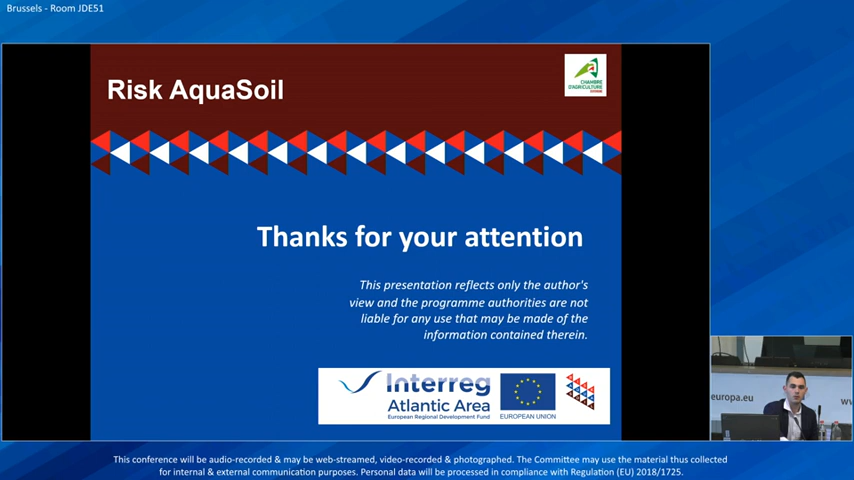 Brussels - Room JDE51
Risk AquaSoil
CHAMBRE
D'AGRICULTURE
Thanks for your attention
This presentation reflects only the author's
view and the programme authorities are not
liable for any use that may be made of the
information contained therein.
Interreg
Atlantic Area
European Regional Development Fund
EUROPEAN UNION
europa.eu
w
This conference will be audio-recorded & may be web-streamed, video-recorded & photographed. The Committee may use the material thus collected
for internal & external communication purposes. Personal data will be processed in compliance with Regulation (EU) 2018/1725.